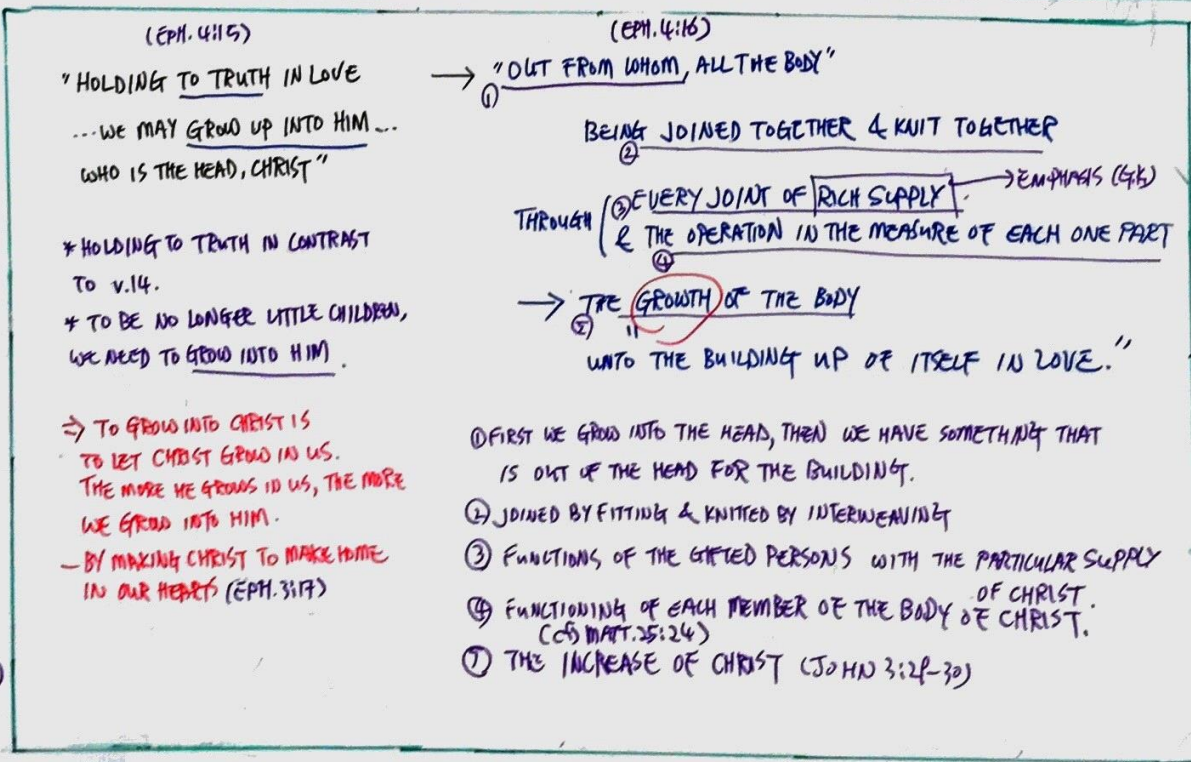 (EPH. 4:15)
"HOLDING TO TRUTH IN LOVE
...WE MAY GROW UP INTO HIM...
WHO IS THE HEAD, CHRIST"
* HOLDING TO TRUTH IN CONTRAST
TO v.14.
* TO BE NO LONGER LITTLE CHILDREN,
WE NEED TO GROW INTO HIM.
⇒ TO GROW INTO CHRIST IS
TO LET CHRIST GROW IN US.
THE MORE HE GROWS IN US, THE MORE
WE GROW INTO HIM.
- BY MAKING CHRIST TO MAKE HOME
IN OUR HEARTS (EPH. 3:17)
(EPH. 4:16)
→ "OUT FROM WHOM, ALL THE BODY"
①
BEING JOINED TOGETHER & KNIT TOGETHER
②
THROUGH ③ EVERY JOINT OF RICH SUPPLY. → EMPHASIS (GK)
& THE OPERATION IN THE MEASURE OF EACH ONE PART
④
→ THE GROWTH OF THE BODY
⑤
UNTO THE BUILDING UP OF ITSELF IN LOVE."
① FIRST WE GROW INTO THE HEAD, THEN WE HAVE SOMETHING THAT
IS OUT OF THE HEAD FOR THE BUILDING.
② JOINED BY FITTING & KNITTED BY INTERWEAVING
③ FUNCTIONS OF THE GIFTED PERSONS WITH THE PARTICULAR SUPPLY
OF CHRIST.
④ FUNCTIONING OF EACH MEMBER OF THE BODY OF CHRIST.
(cf) MATT. 25:24)
⑤ THE INCREASE OF CHRIST (JOHN 3:29-30)